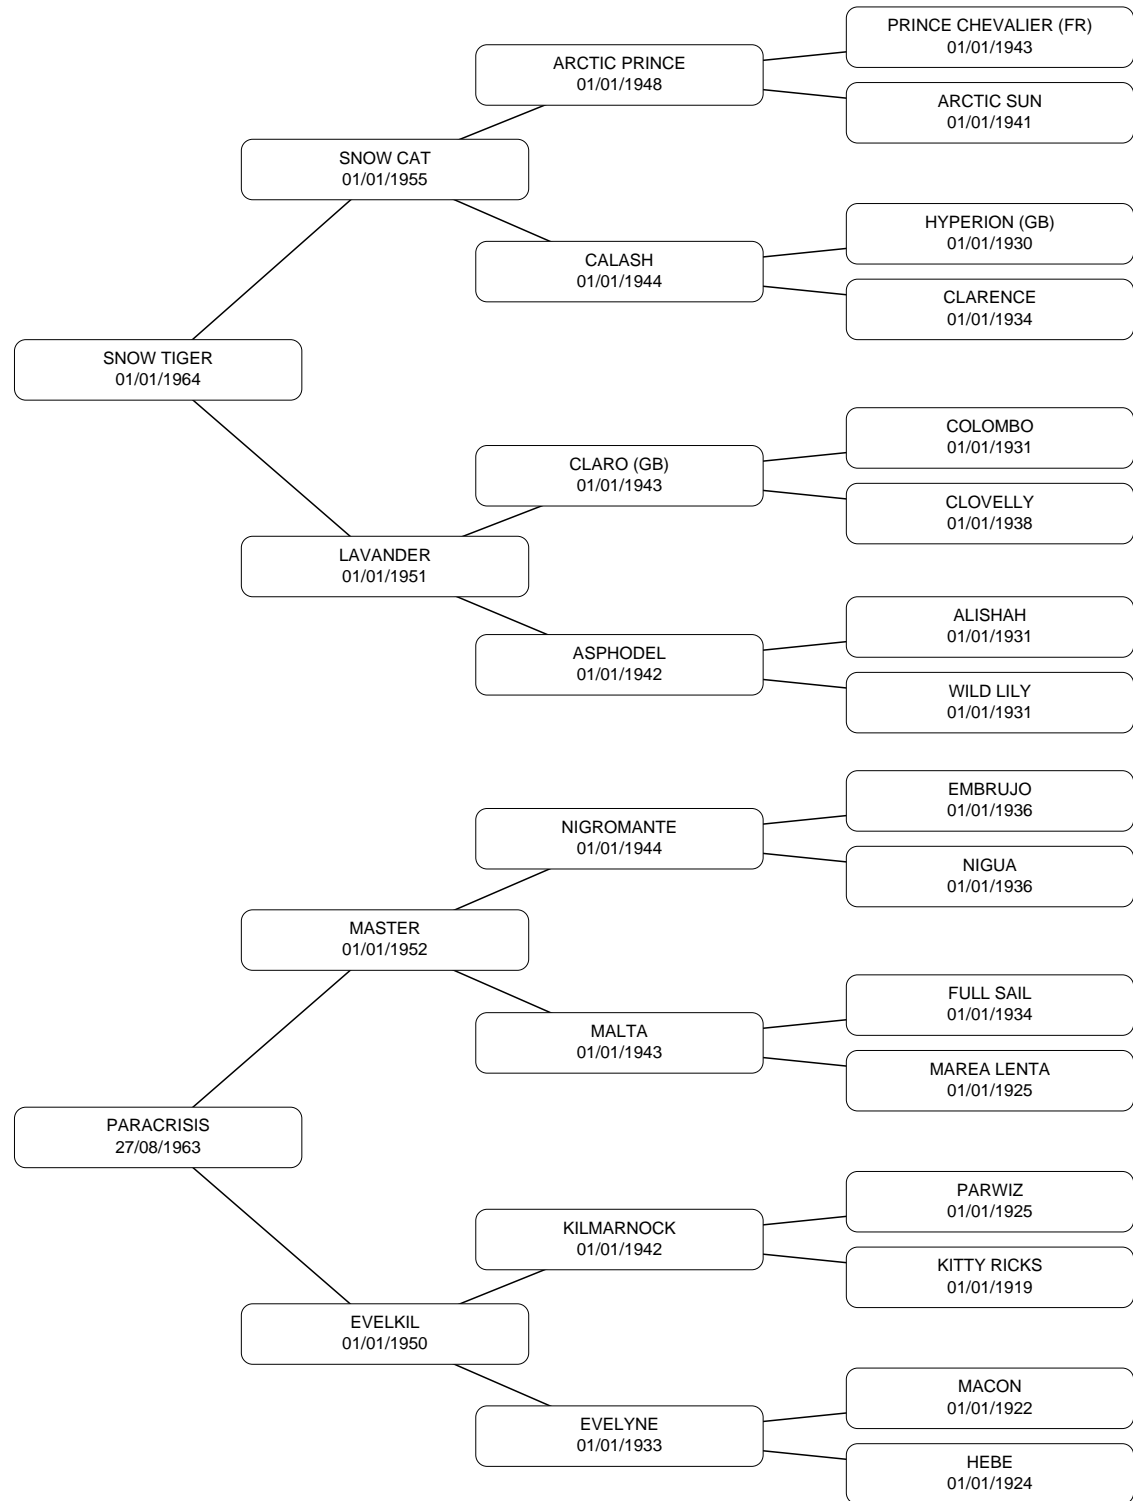 PRINCE CHEVALIER (FR)
01/01/1943
ARCTIC PRINCE
01/01/1948
ARCTIC SUN
01/01/1941
SNOW CAT
01/01/1955
HYPERION (GB)
01/01/1930
CALASH
01/01/1944
CLARENCE
01/01/1934
SNOW TIGER
01/01/1964
COLOMBO
01/01/1931
CLARO (GB)
01/01/1943
CLOVELLY
01/01/1938
LAVANDER
01/01/1951
ALISHAH
01/01/1931
ASPHODEL
01/01/1942
WILD LILY
01/01/1931
EMBRUJO
01/01/1936
NIGROMANTE
01/01/1944
NIGUA
01/01/1936
MASTER
01/01/1952
FULL SAIL
01/01/1934
MALTA
01/01/1943
MAREA LENTA
01/01/1925
PARACRISIS
27/08/1963
PARWIZ
01/01/1925
KILMARNOCK
01/01/1942
KITTY RICKS
01/01/1919
EVELKIL
01/01/1950
MACON
01/01/1922
EVELYNE
01/01/1933
HEBE
01/01/1924